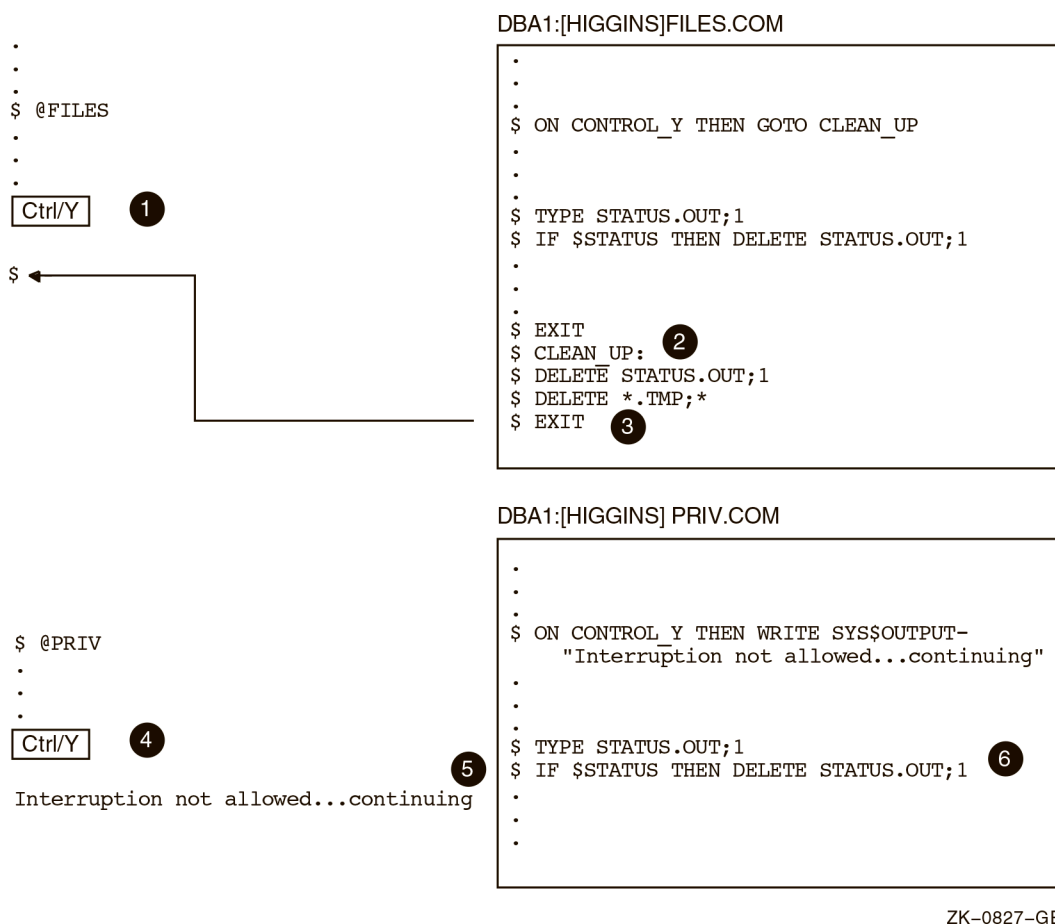 DBA1:[HIGGINS]FILES.COM
.
.
.
$ @FILES
.
.
.
Ctrl/Y 1
$
.
.
.
$ ON CONTROL_Y THEN GOTO CLEAN_UP
.
.
.
$ TYPE STATUS.OUT;1
$ IF $STATUS THEN DELETE STATUS.OUT;1
.
.
.
$ EXIT
$ CLEAN_UP: 2
$ DELETE STATUS.OUT;1
$ DELETE *.TMP;*
$ EXIT 3
DBA1:[HIGGINS] PRIV.COM
$ @PRIV
.
.
.
Ctrl/Y 4
5
Interruption not allowed...continuing
.
.
.
$ ON CONTROL_Y THEN WRITE SYS$OUTPUT-
"Interruption not allowed...continuing"
.
.
.
$ TYPE STATUS.OUT;1
$ IF $STATUS THEN DELETE STATUS.OUT;1 6
.
.
.